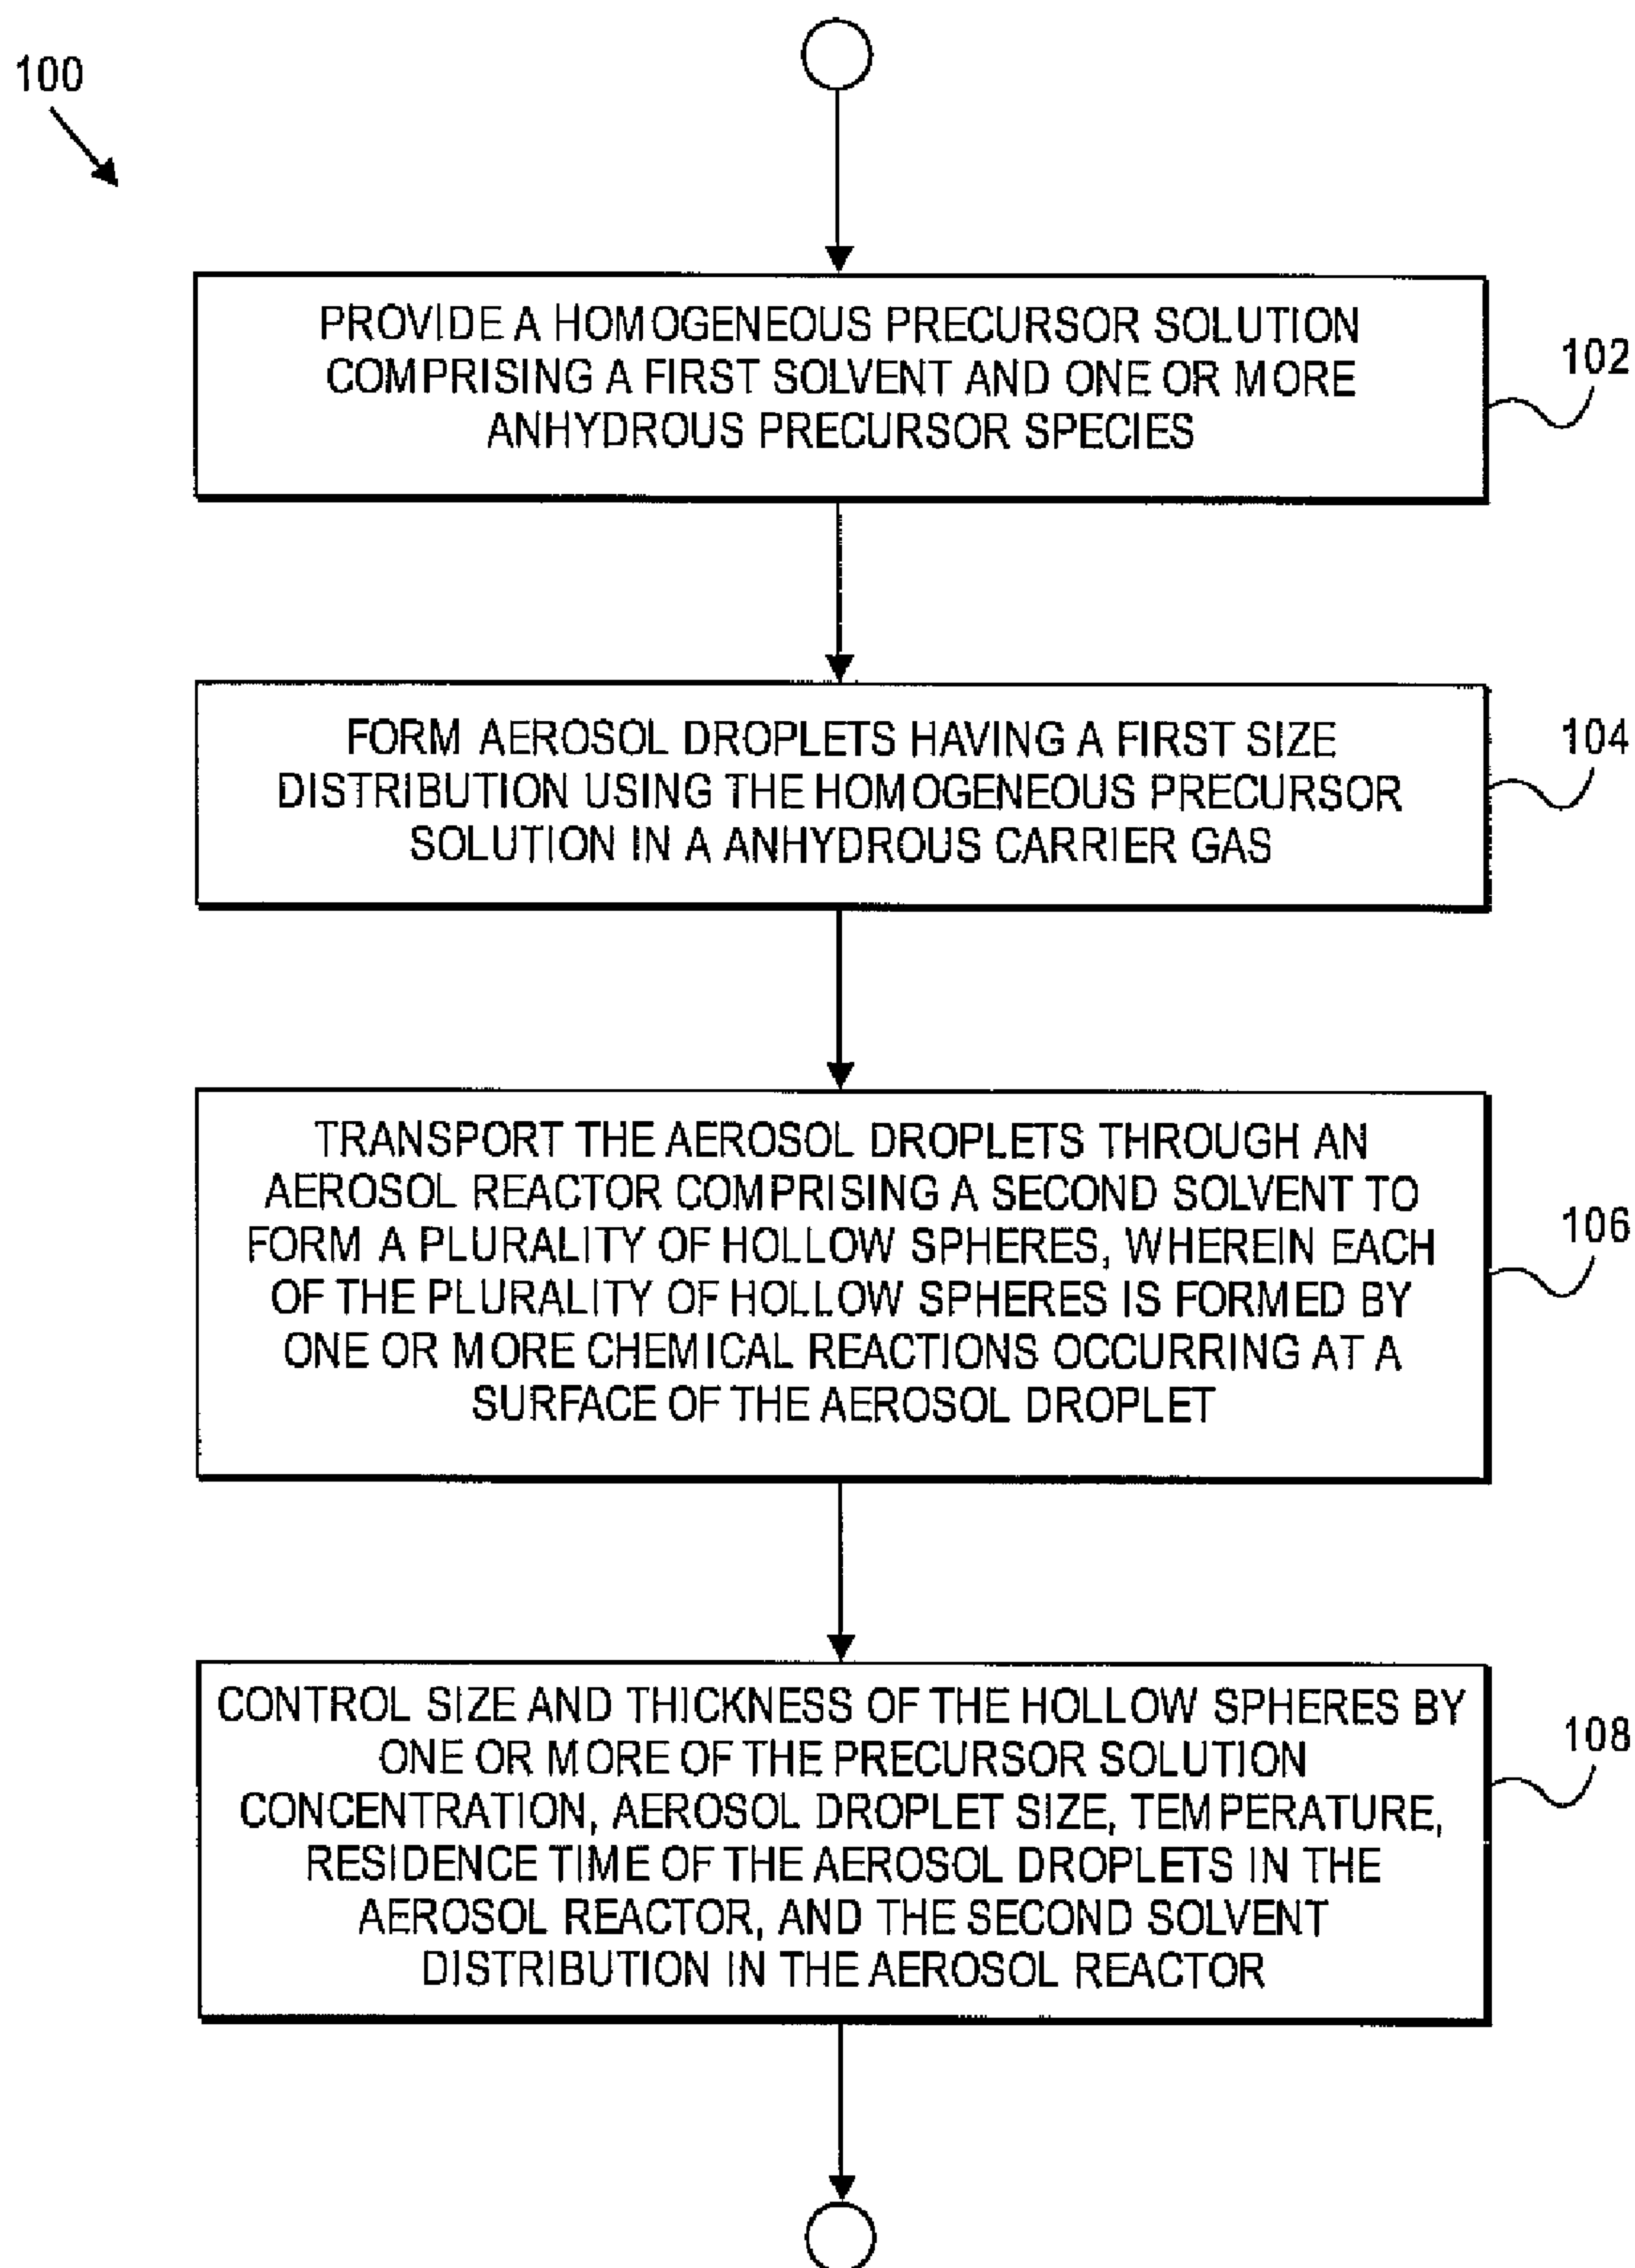 100
PROVIDE A HOMOGENEOUS PRECURSOR SOLUTION
COMPRISING A FIRST SOLVENT AND ONE OR MORE
ANHYDROUS PRECURSOR SPECIES
102
FORM AEROSOL DROPLETS HAVING A FIRST SIZE
DISTRIBUTION USING THE HOMOGENEOUS PRECURSOR
SOLUTION IN A ANHYDROUS CARRIER GAS
104
TRANSPORT THE AEROSOL DROPLETS THROUGH AN
AEROSOL REACTOR COMPRISING A SECOND SOLVENT TO
FORM A PLURALITY OF HOLLOW SPHERES, WHEREIN EACH
OF THE PLURALITY OF HOLLOW SPHERES IS FORMED BY
ONE OR MORE CHEMICAL REACTIONS OCCURRING AT A
SURFACE OF THE AEROSOL DROPLET
106
CONTROL SIZE AND THICKNESS OF THE HOLLOW SPHERES BY
ONE OR MORE OF THE PRECURSOR SOLUTION
CONCENTRATION, AEROSOL DROPLET SIZE, TEMPERATURE,
RESIDENCE TIME OF THE AEROSOL DROPLETS IN THE
AEROSOL REACTOR, AND THE SECOND SOLVENT
DISTRIBUTION IN THE AEROSOL REACTOR
108